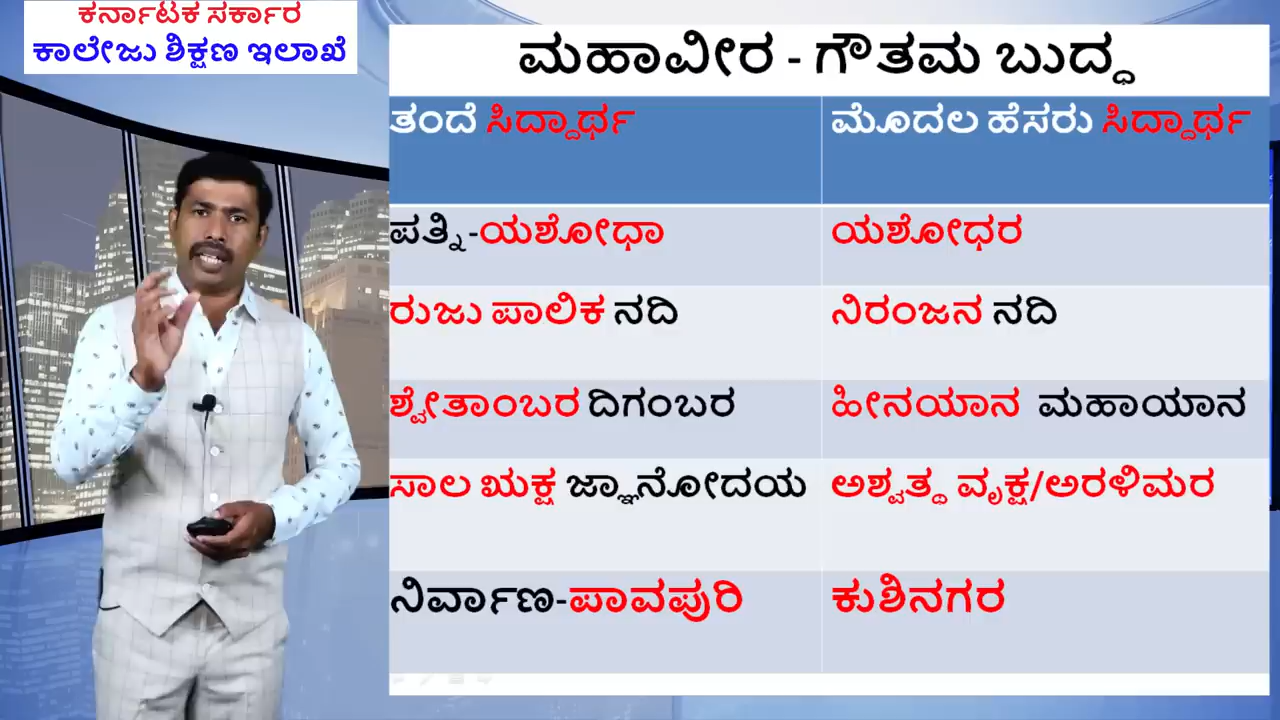 ಕರ್ನಾಟಕ ಸರ್ಕಾರ
ಕಾಲೇಜು ಶಿಕ್ಷಣ ಇಲಾಖೆ
ಮಹಾವೀರ - ಗೌತಮ ಬುದ್ಧ
ತಂದೆ ಸಿದ್ದಾರ್ಥ
ಮೊದಲ ಹೆಸರು ಸಿದ್ದಾರ್ಥ
ಪತ್ನಿ -ಯಶೋಧಾ
ಯಶೋಧರ
ರುಜು ಪಾಲಿಕ ನದಿ
ನಿರಂಜನ ನದಿ
ಶ್ವೇತಾಂಬರ ದಿಗಂಬರ
ಹೀನಯಾನ ಮಹಾಯಾನ
ಸಾಲ ಋಕ್ಷ ಜ್ಞಾನೋದಯ
ಅಶ್ವತ್ಥ ವೃಕ್ಷ/ಅರಳಿಮರ
ನಿರ್ವಾಣ-ಪಾವಪುರಿ
ಕುಶಿನಗರ